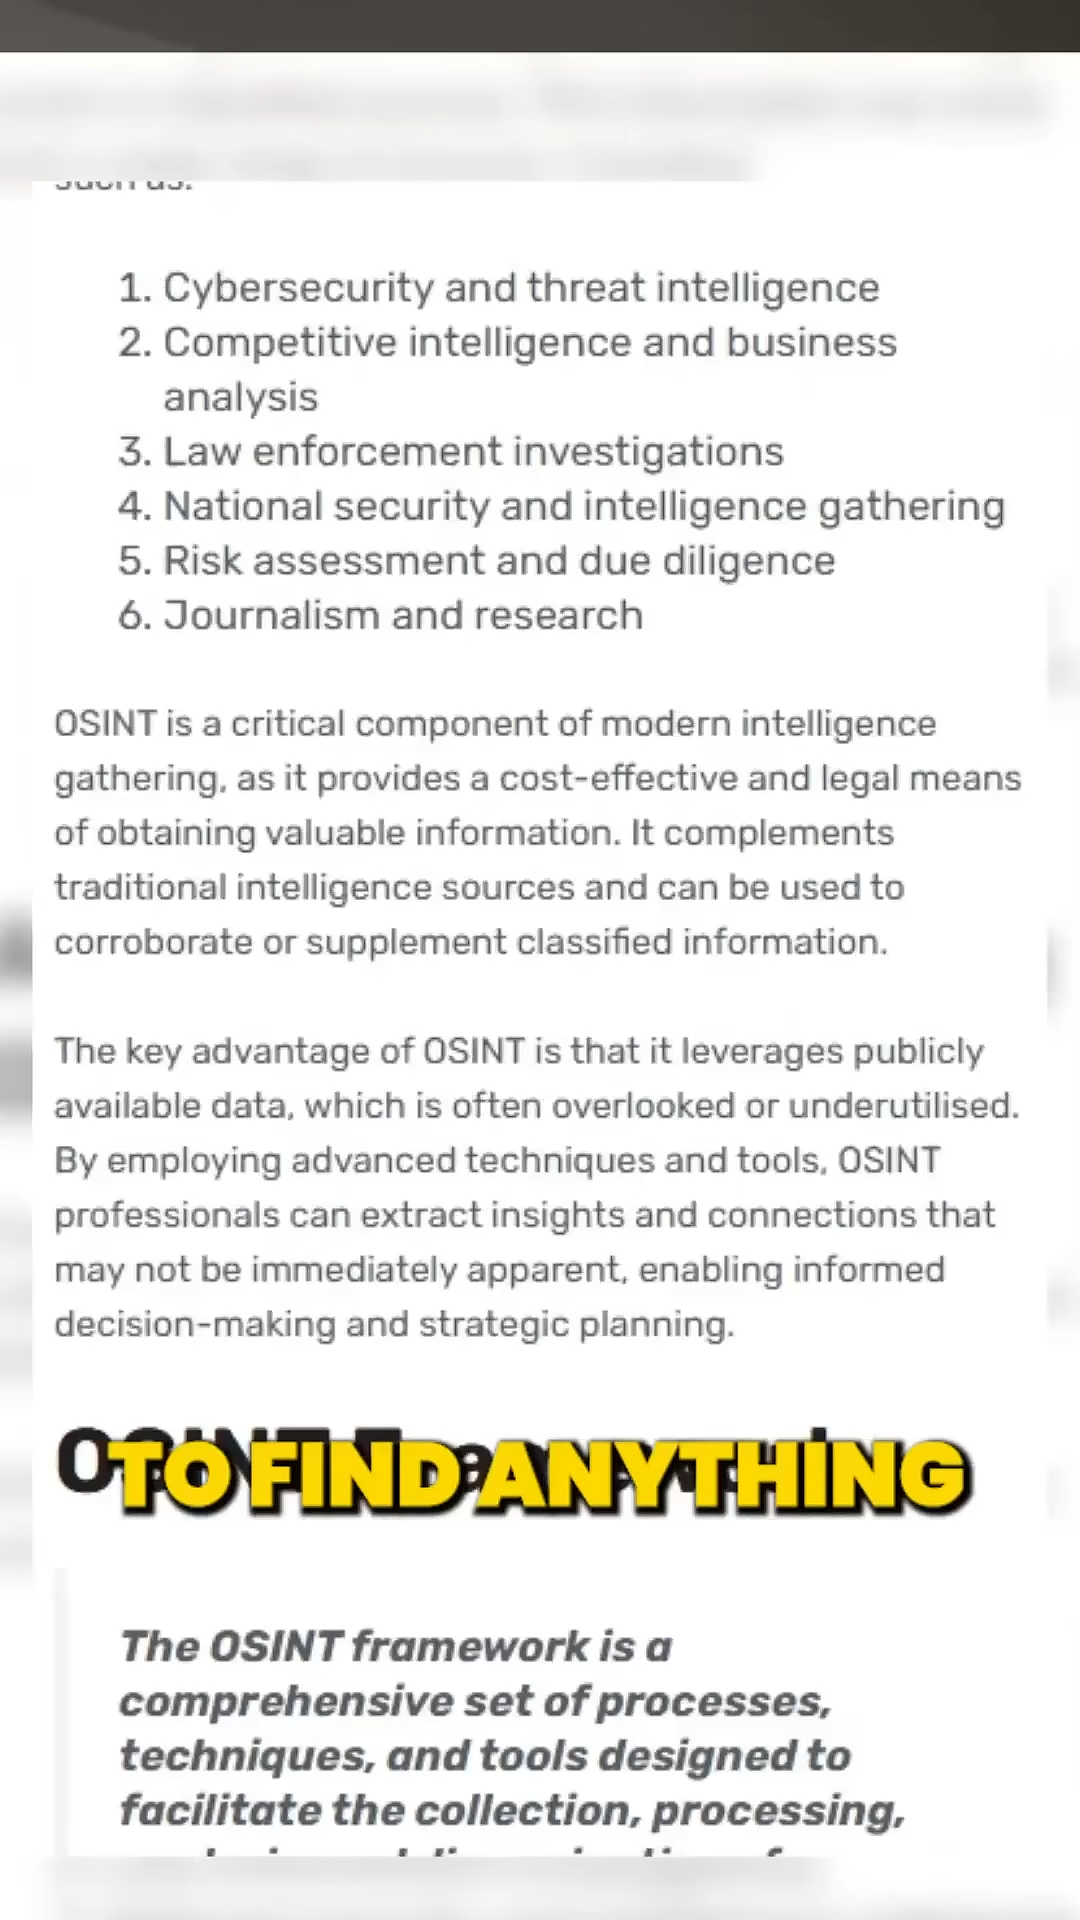 such as:
1. Cybersecurity and threat intelligence
2. Competitive intelligence and business
analysis
3. Law enforcement investigations
4. National security and intelligence gathering
5. Risk assessment and due diligence
6. Journalism and research
OSINT is a critical component of modern intelligence
gathering, as it provides a cost-effective and legal means
of obtaining valuable information. It complements
traditional intelligence sources and can be used to
corroborate or supplement classified information.
The key advantage of OSINT is that it leverages publicly
available data, which is often overlooked or underutilised.
By employing advanced techniques and tools, OSINT
professionals can extract insights and connections that
may not be immediately apparent, enabling informed
decision-making and strategic planning.
OSINT
TO FIND ANYTHING
The OSINT framework is a
comprehensive set of processes,
techniques, and tools designed to
facilitate the collection, processing,